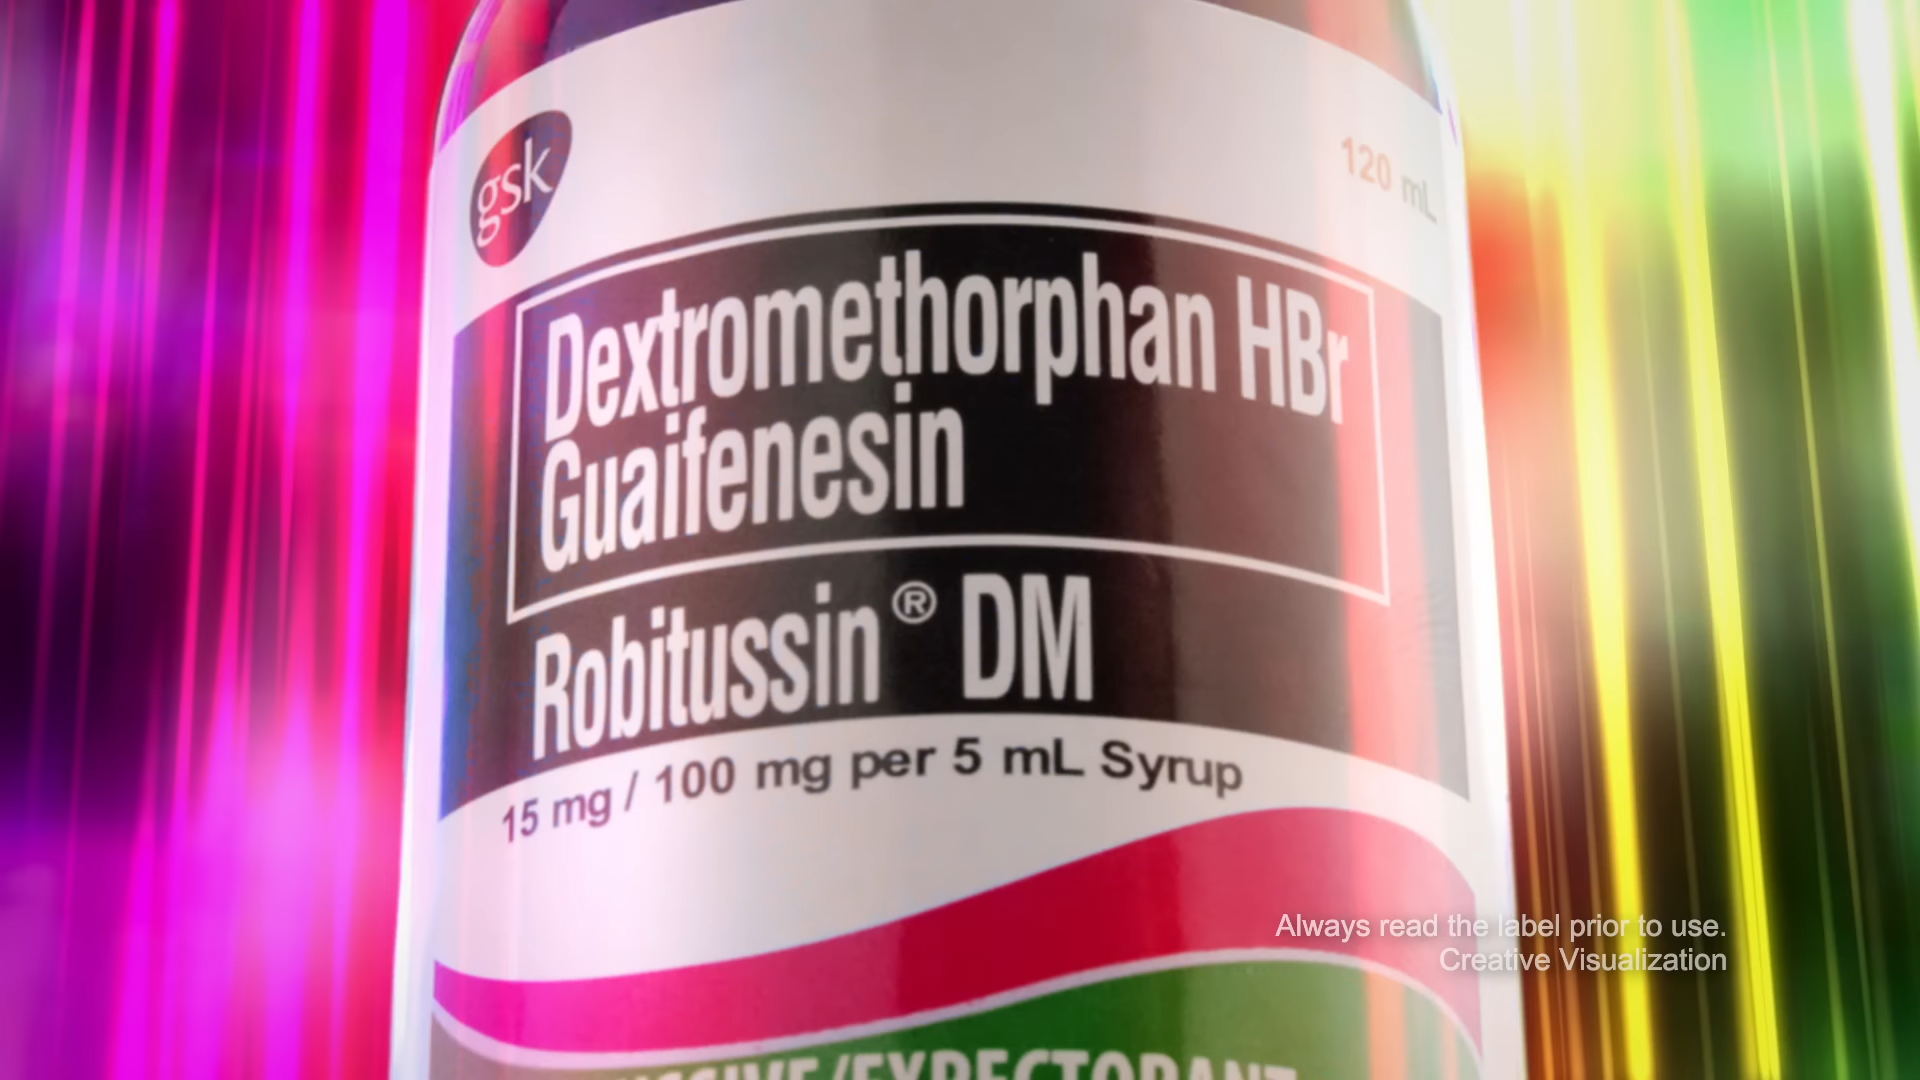 gsk
120 mL
Dextromethorphan HBr
Guaifenesin
Robitussin® DM
15 mg / 100 mg per 5 mL Syrup
Always read the label prior to use.
Creative Visualization